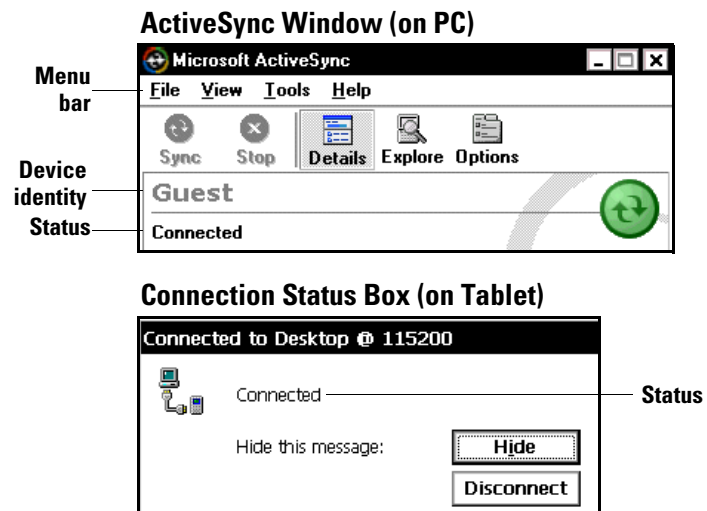 ActiveSync Window (on PC)
Microsoft ActiveSync
Menu bar
File View Tools Help
Sync Stop Details Explore Options
Device identity
Guest
Status
Connected
Connection Status Box (on Tablet)
Connected to Desktop @ 115200
Connected
Status
Hide this message:
Hide
Disconnect